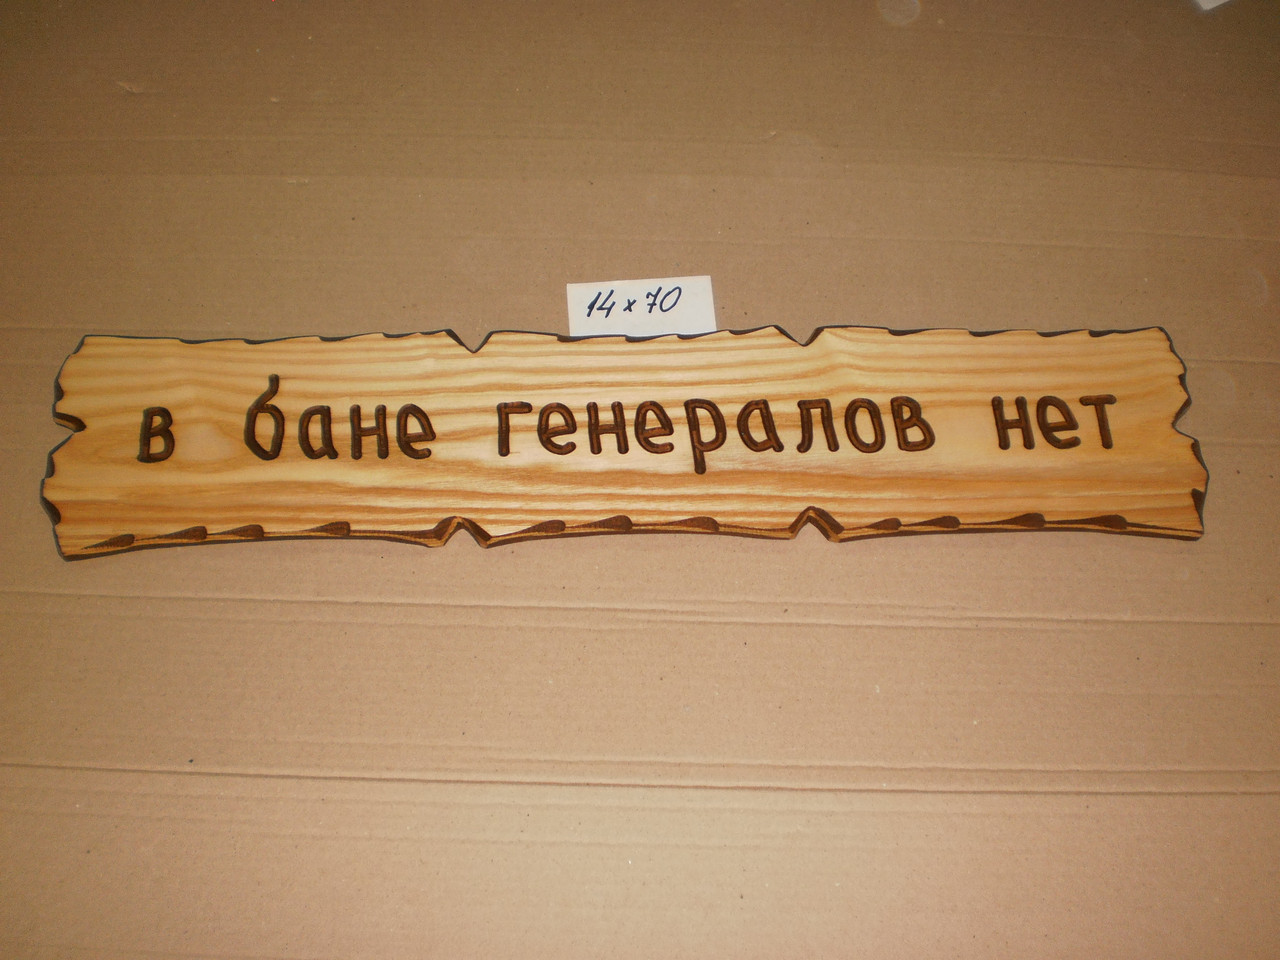 14 x 70
в бане генералов нет